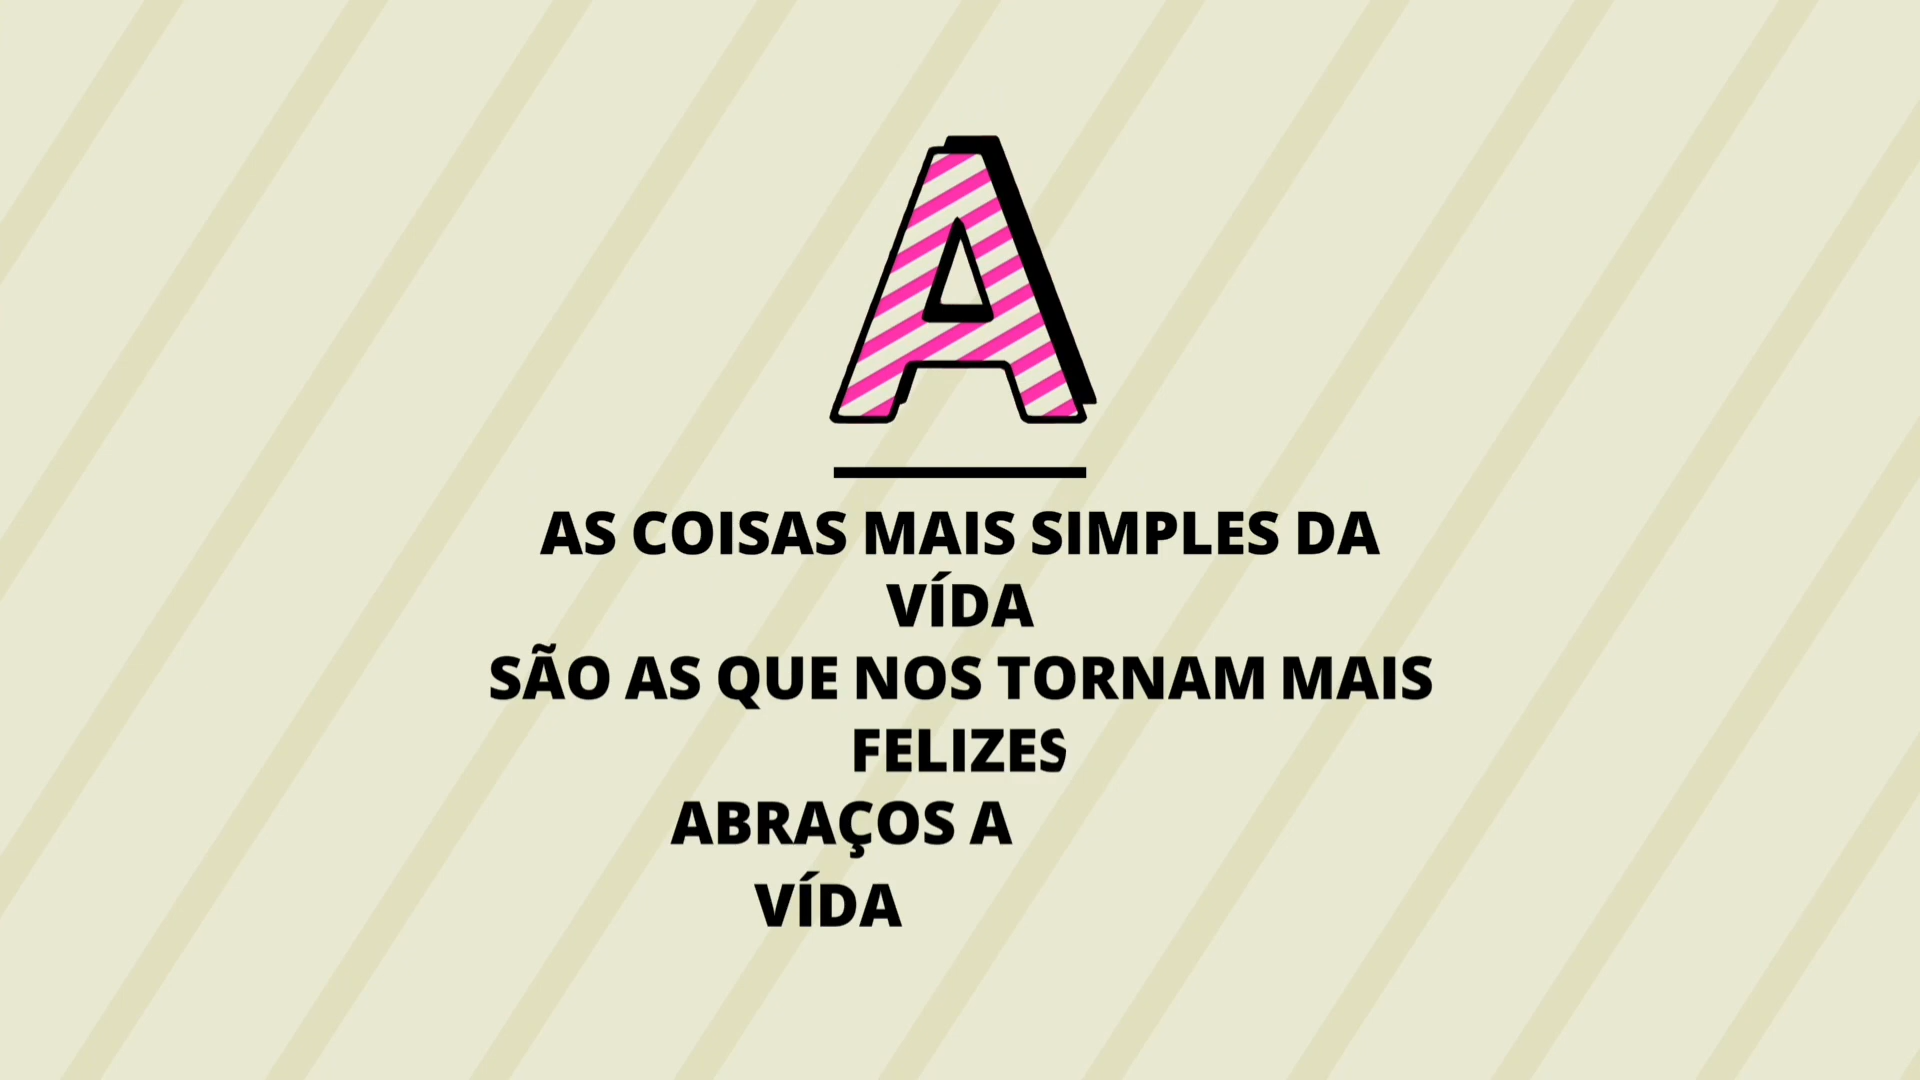 A
AS COISAS MAIS SIMPLES DA
VÍDA
SÃO AS QUE NOS TORNAM MAIS
FELIZES
ABRAÇOS A
VÍDA